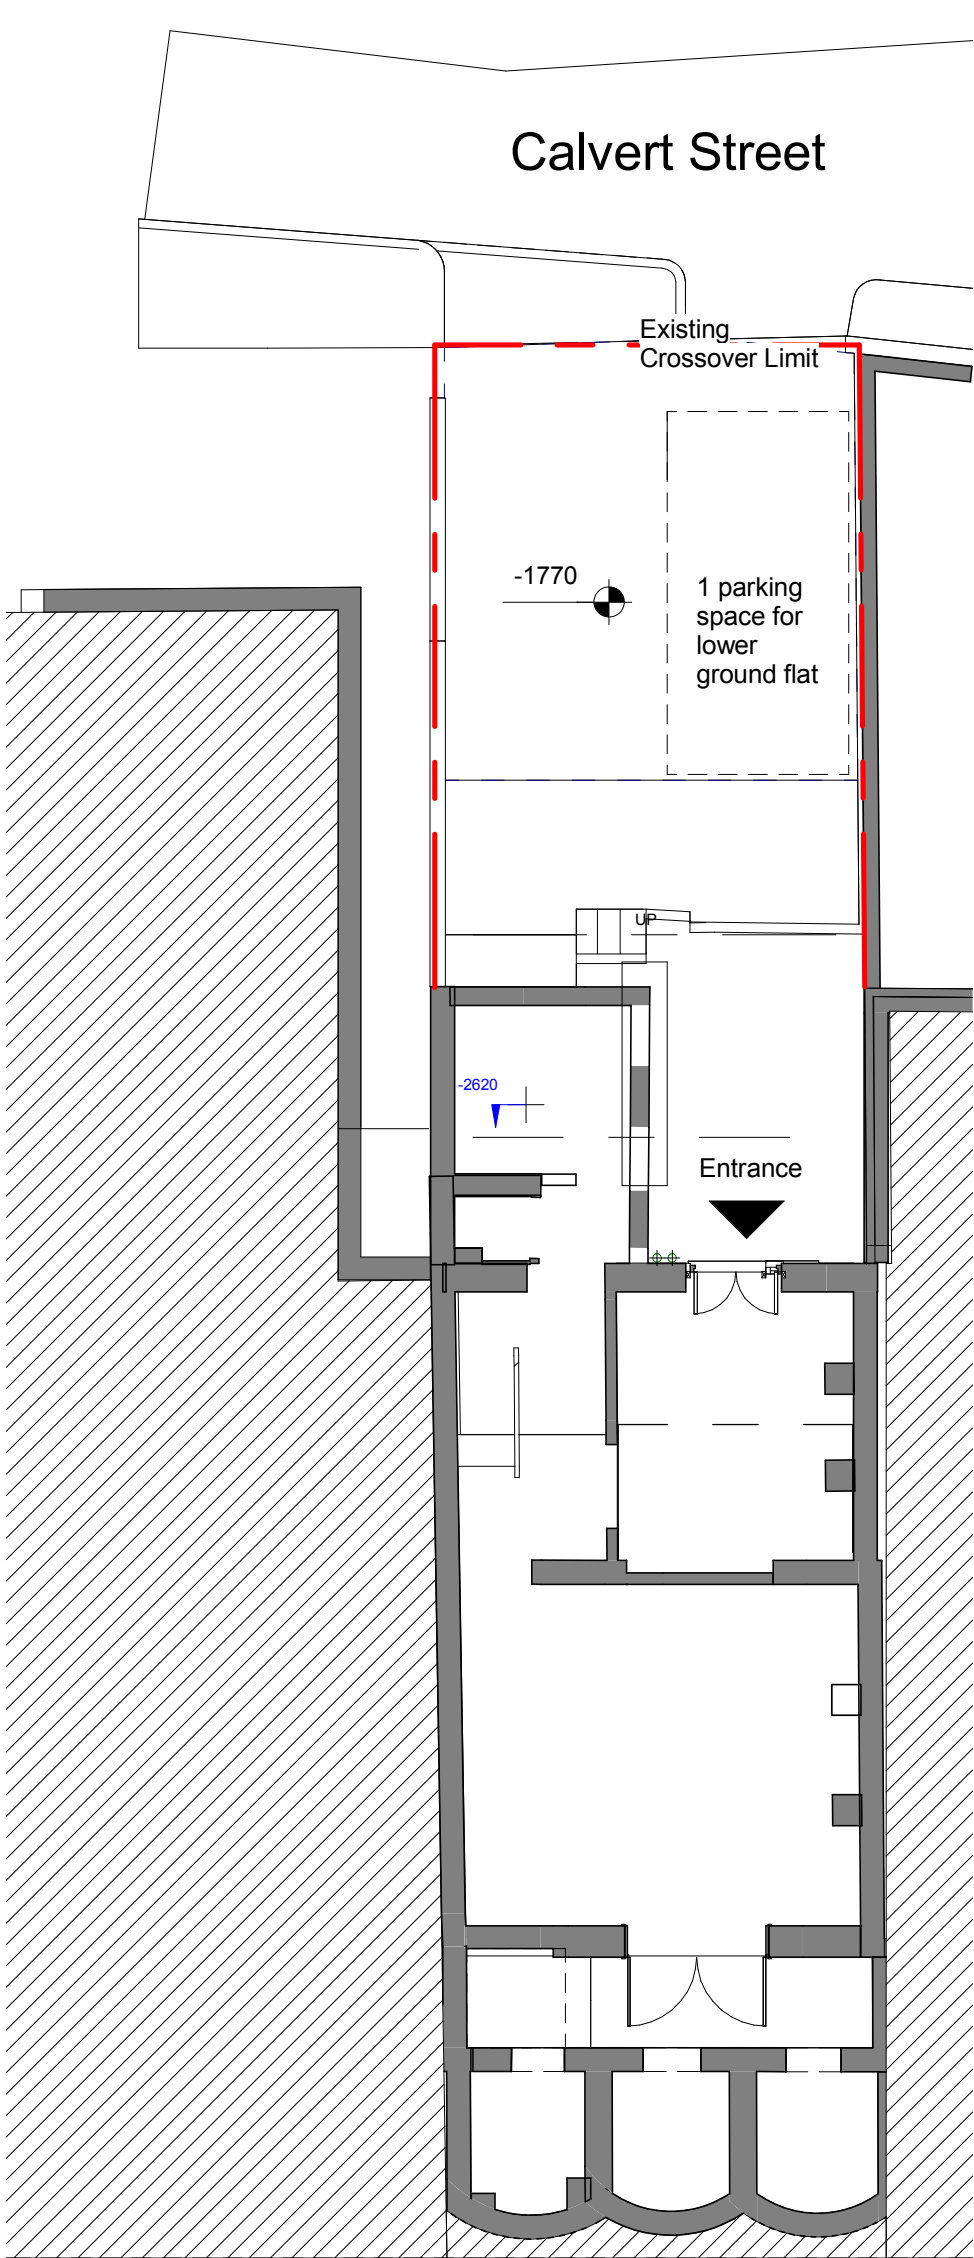 Calvert Street
Existing
Crossover Limit
-1770
1 parking
space for
lower
ground flat
UP
-2620
Entrance